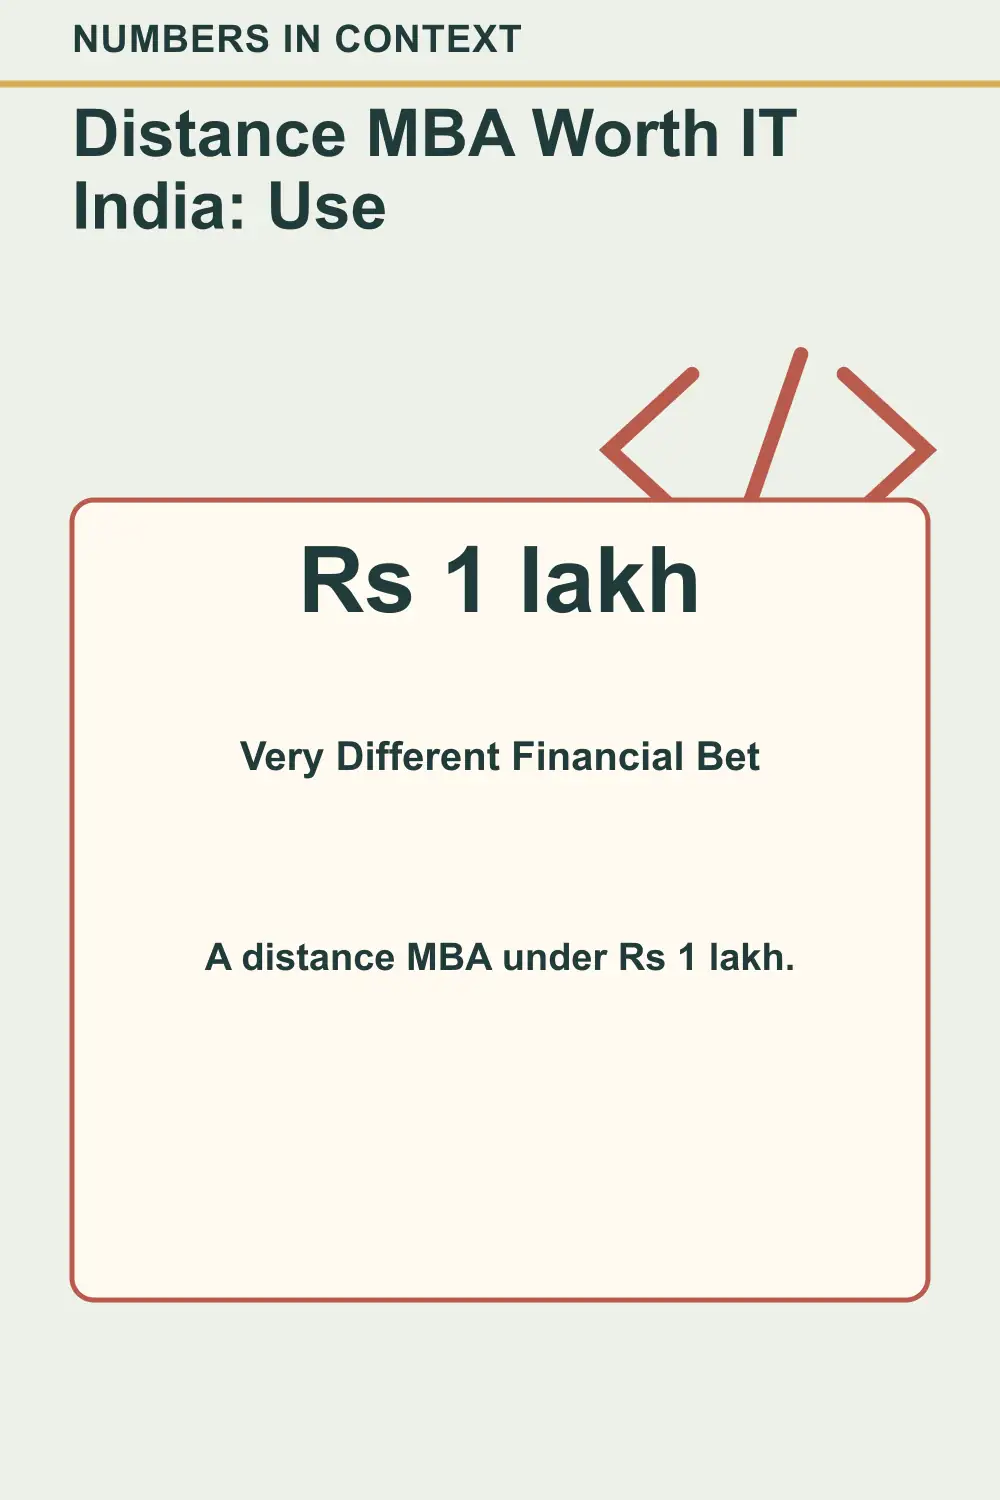 NUMBERS IN CONTEXT
Distance MBA Worth IT
India: Use
Rs 1 lakh
Very Different Financial Bet
A distance MBA under Rs 1 lakh.